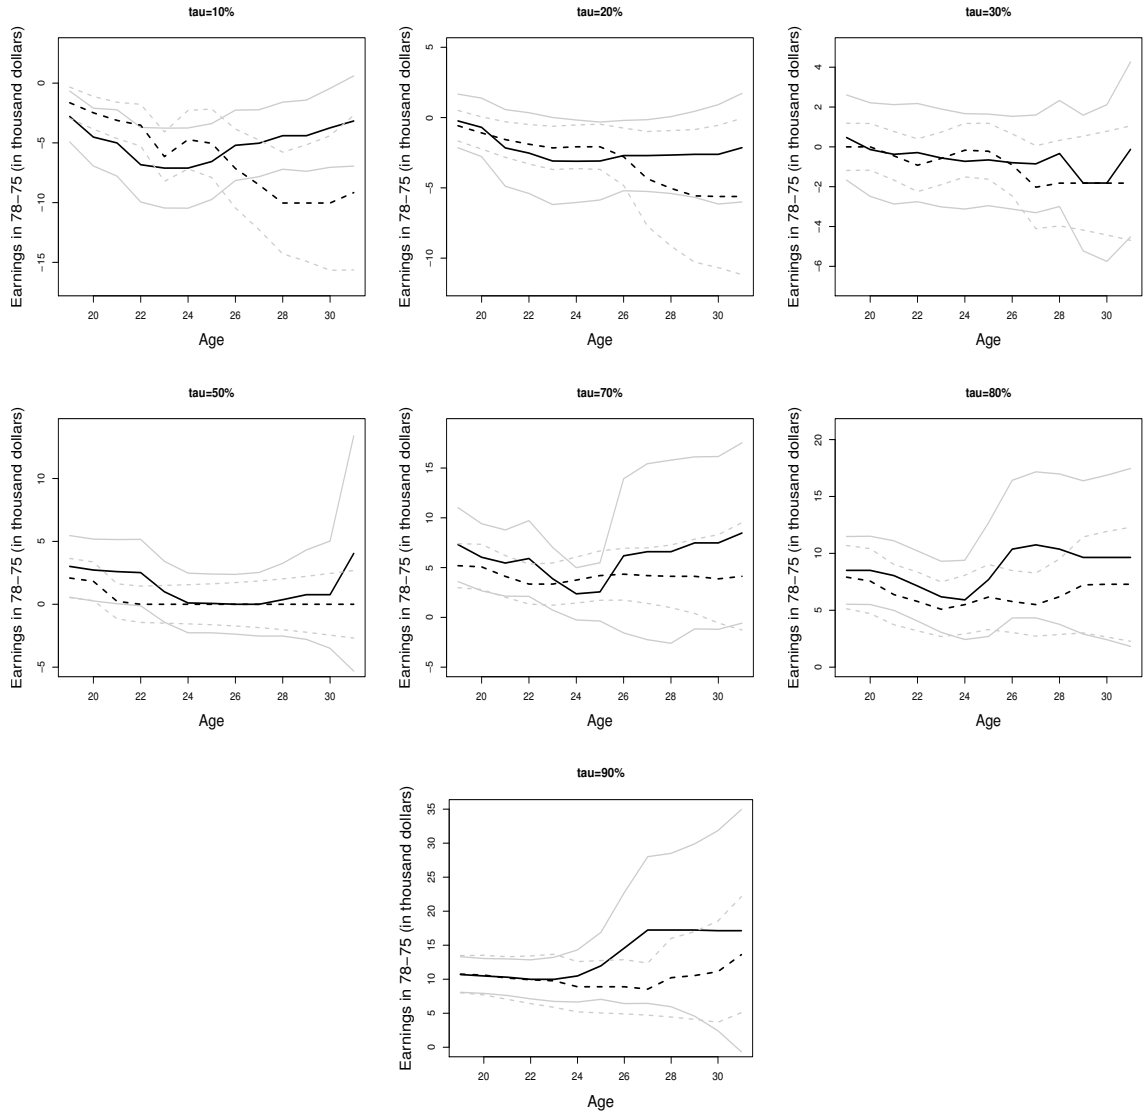 tau=10%
Earnings in 78−75 (in thousand dollars)
0
−5
−10
−15
20 22 24 26 28 30
Age
tau=20%
Earnings in 78−75 (in thousand dollars)
5
0
−5
−10
20 22 24 26 28 30
Age
tau=30%
Earnings in 78−75 (in thousand dollars)
4
2
0
−2
−4
−6
20 22 24 26 28 30
Age
tau=50%
Earnings in 78−75 (in thousand dollars)
10
5
0
−5
20 22 24 26 28 30
Age
tau=70%
Earnings in 78−75 (in thousand dollars)
15
10
5
0
−5
20 22 24 26 28 30
Age
tau=80%
Earnings in 78−75 (in thousand dollars)
20
15
10
5
0
20 22 24 26 28 30
Age
tau=90%
Earnings in 78−75 (in thousand dollars)
35
30
25
20
15
10
5
0
20 22 24 26 28 30
Age